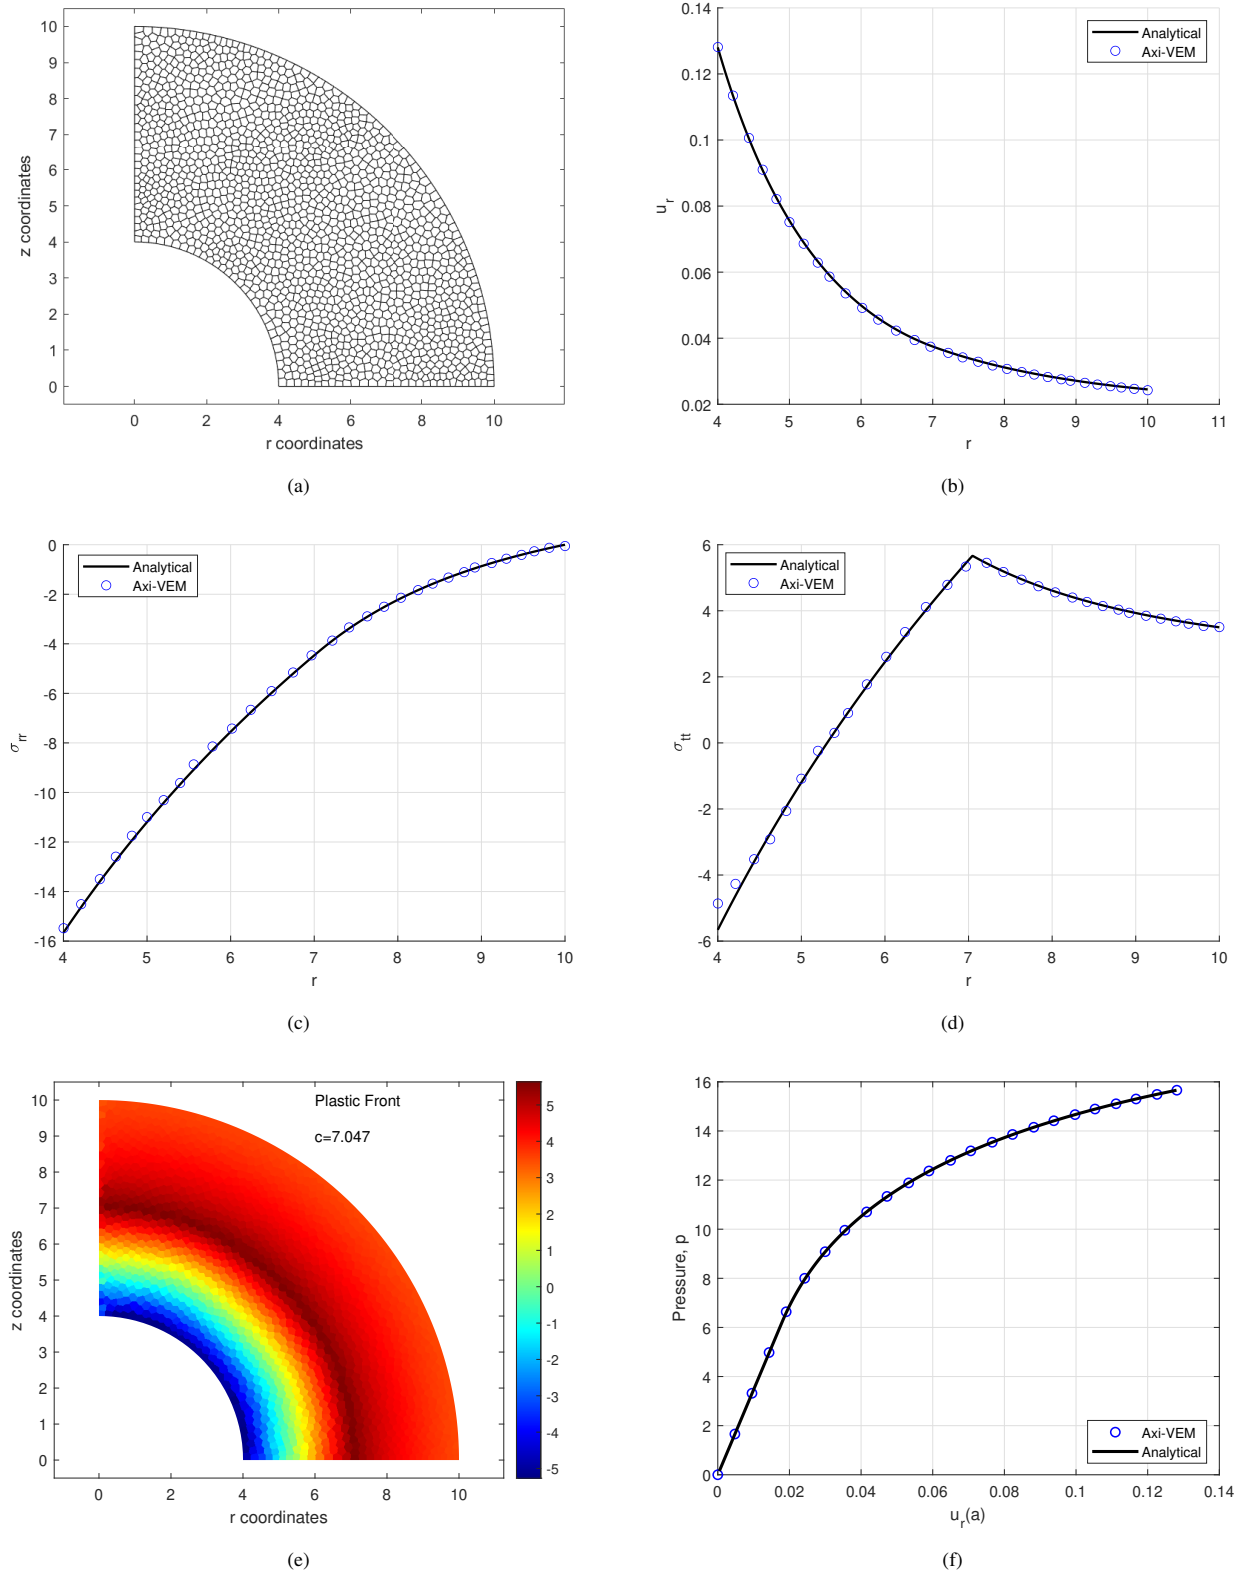 10
9
8
7
6
5
4
3
2
1
0
z coordinates
0 2 4 6 8 10
r coordinates
(a)
0.14
0.12
0.1
0.08
0.06
0.04
0.02
u_r
Analytical
Axi-VEM
4 5 6 7 8 9 10 11
r
(b)
0
-2
-4
-6
-8
-10
-12
-14
-16
σ_rr
Analytical
Axi-VEM
4 5 6 7 8 9 10
r
(c)
6
4
2
0
-2
-4
-6
σ_tt
Analytical
Axi-VEM
4 5 6 7 8 9 10
r
(d)
10
9
8
7
6
5
4
3
2
1
0
z coordinates
Plastic Front
c=7.047
5
4
3
2
1
0
-1
-2
-3
-4
-5
0 2 4 6 8 10
r coordinates
(e)
16
14
12
10
8
6
4
2
0
Pressure, p
Axi-VEM
Analytical
0 0.02 0.04 0.06 0.08 0.1 0.12 0.14
u_r(a)
(f)